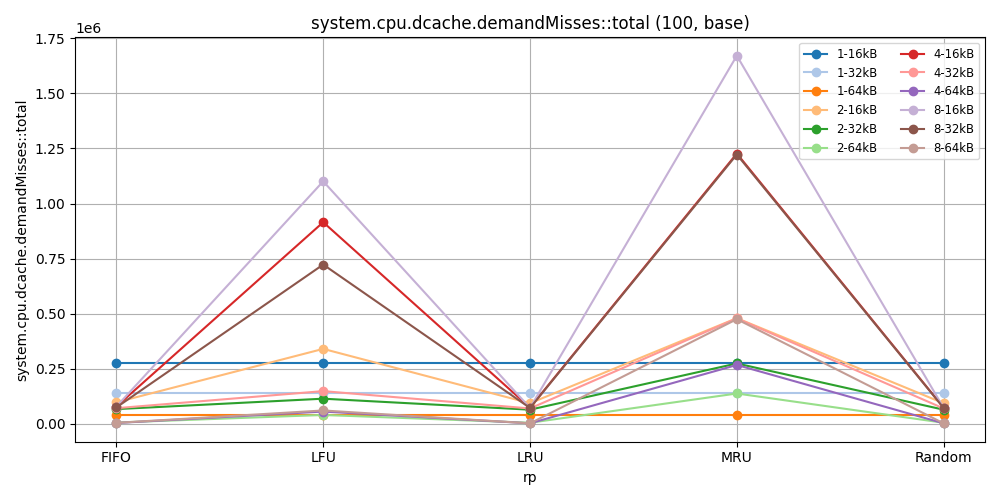 system.cpu.dcache.demandMisses::total (100, base)
1e6
1.75
1.50
1.25
1.00
0.75
0.50
0.25
0.00
system.cpu.dcache.demandMisses::total
1-16kB
1-32kB
1-64kB
2-16kB
2-32kB
2-64kB
4-16kB
4-32kB
4-64kB
8-16kB
8-32kB
8-64kB
FIFO LFU LRU MRU Random
rp